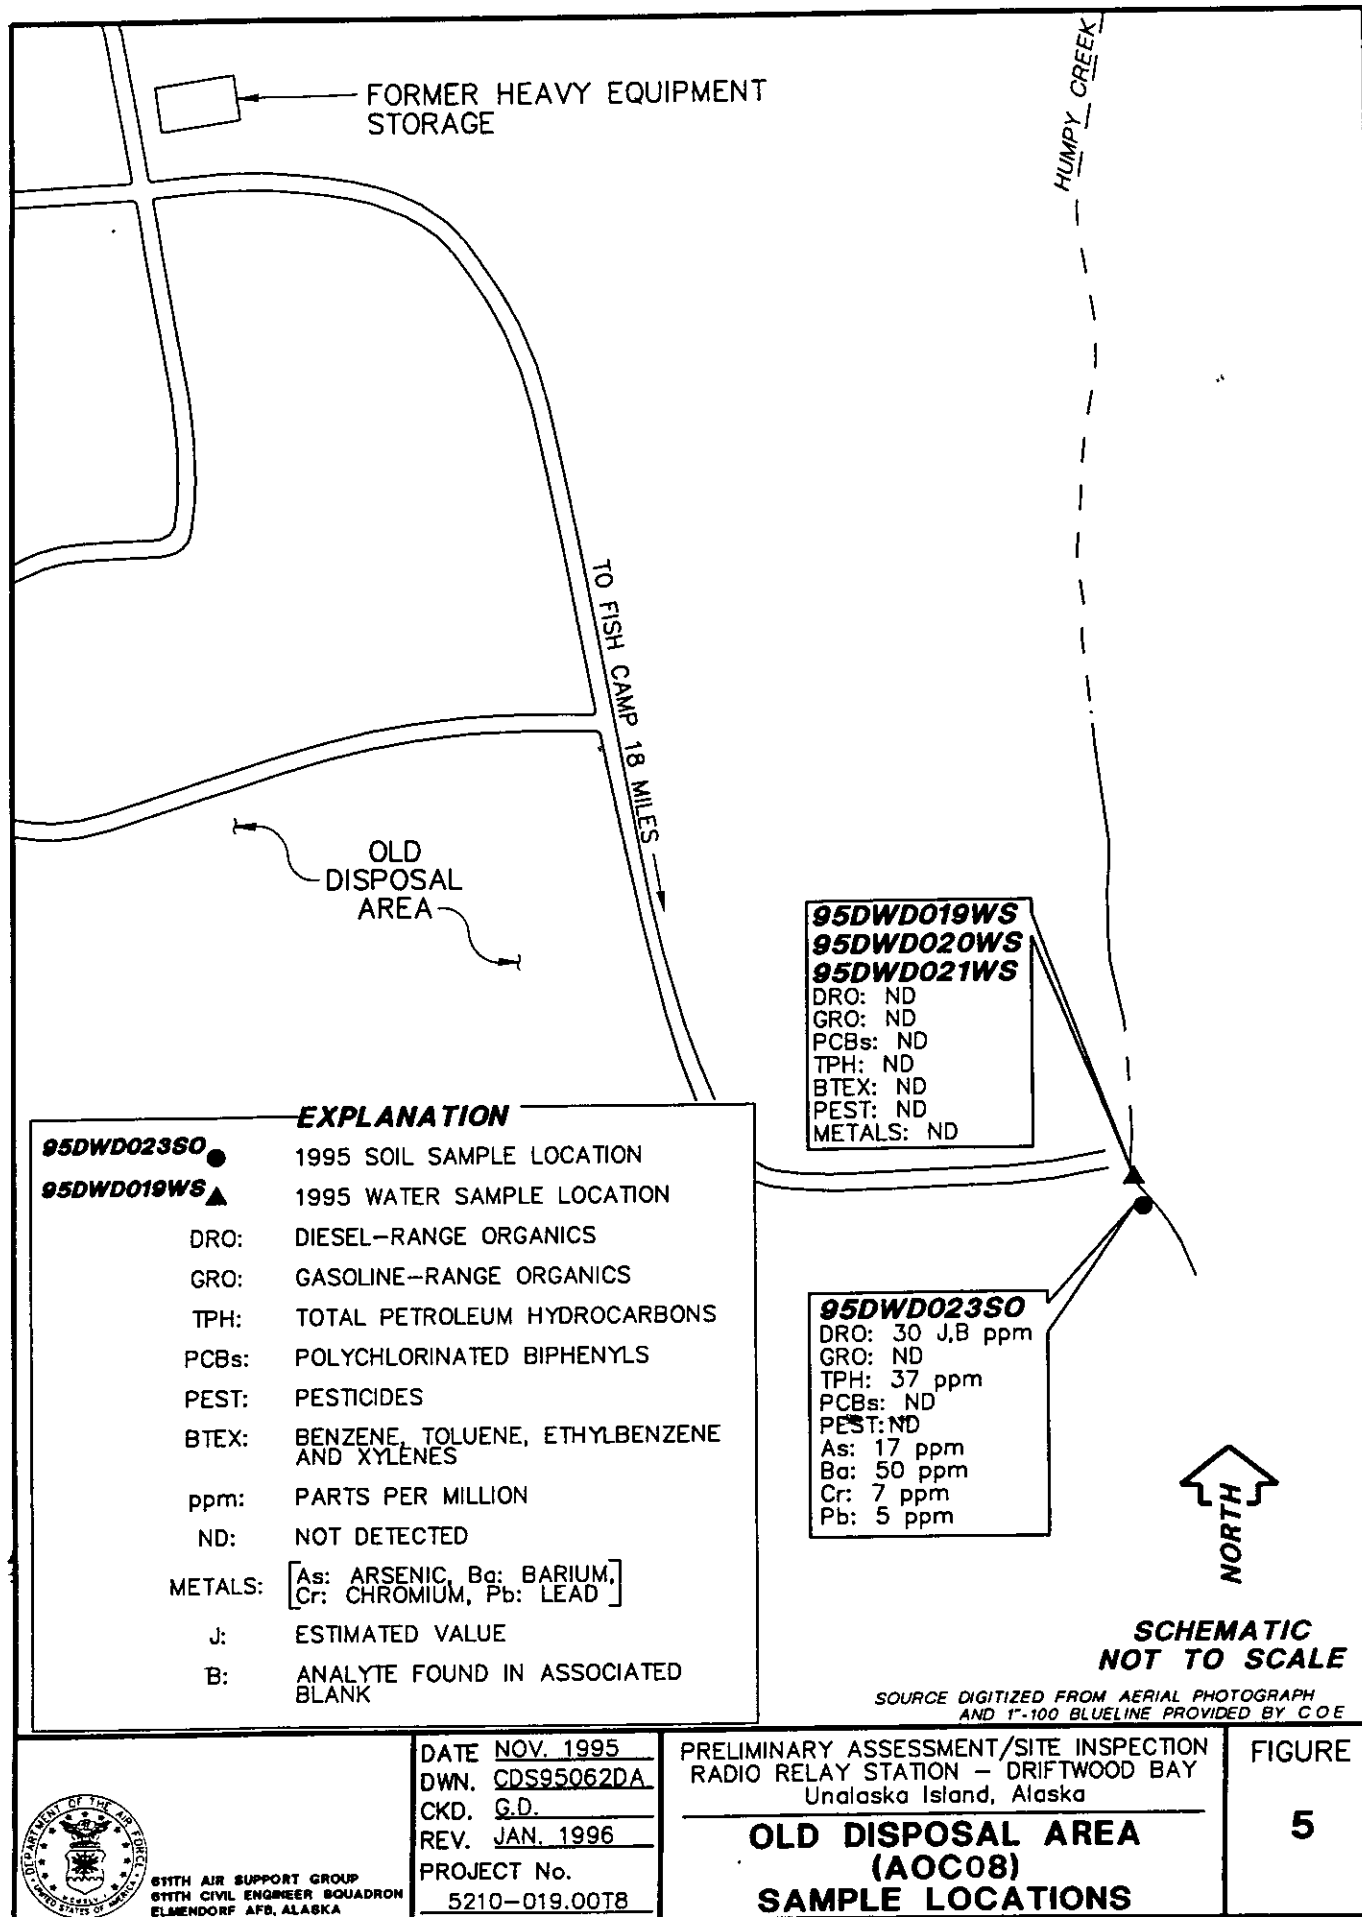 HUMPY CREEK
FORMER HEAVY EQUIPMENT
STORAGE
TO FISH CAMP 18 MILES
OLD
DISPOSAL
AREA
95DWD019WS
95DWD020WS
95DWD021WS
DRO: ND
GRO: ND
PCBs: ND
TPH: ND
BTEX: ND
PEST: ND
METALS: ND
95DWD023SO
DRO: 30 J,B ppm
GRO: ND
TPH: 37 ppm
PCBs: ND
PEST: ND
As: 17 ppm
Ba: 50 ppm
Cr: 7 ppm
Pb: 5 ppm
EXPLANATION
95DWD023SO 1995 SOIL SAMPLE LOCATION
95DWD019WS 1995 WATER SAMPLE LOCATION
DRO: DIESEL-RANGE ORGANICS
GRO: GASOLINE-RANGE ORGANICS
TPH: TOTAL PETROLEUM HYDROCARBONS
PCBs: POLYCHLORINATED BIPHENYLS
PEST: PESTICIDES
BTEX: BENZENE, TOLUENE, ETHYLBENZENE
AND XYLENES
ppm: PARTS PER MILLION
ND: NOT DETECTED
METALS: [As: ARSENIC, Ba: BARIUM,
Cr: CHROMIUM, Pb: LEAD]
J: ESTIMATED VALUE
B: ANALYTE FOUND IN ASSOCIATED
BLANK
NORTH
SCHEMATIC
NOT TO SCALE
SOURCE DIGITIZED FROM AERIAL PHOTOGRAPH
AND 1"-100 BLUELINE PROVIDED BY C O E
DEPARTMENT OF THE AIR FORCE
UNITED STATES OF AMERICA
611TH AIR SUPPORT GROUP
611TH CIVIL ENGINEER SQUADRON
ELMENDORF AFB, ALASKA
DATE NOV. 1995
DWN. CDS95062DA
CKD. G.D.
REV. JAN. 1996
PROJECT No.
5210-019.00T8
PRELIMINARY ASSESSMENT/SITE INSPECTION
RADIO RELAY STATION - DRIFTWOOD BAY
Unalaska Island, Alaska
OLD DISPOSAL AREA
(AOC08)
SAMPLE LOCATIONS
FIGURE
5